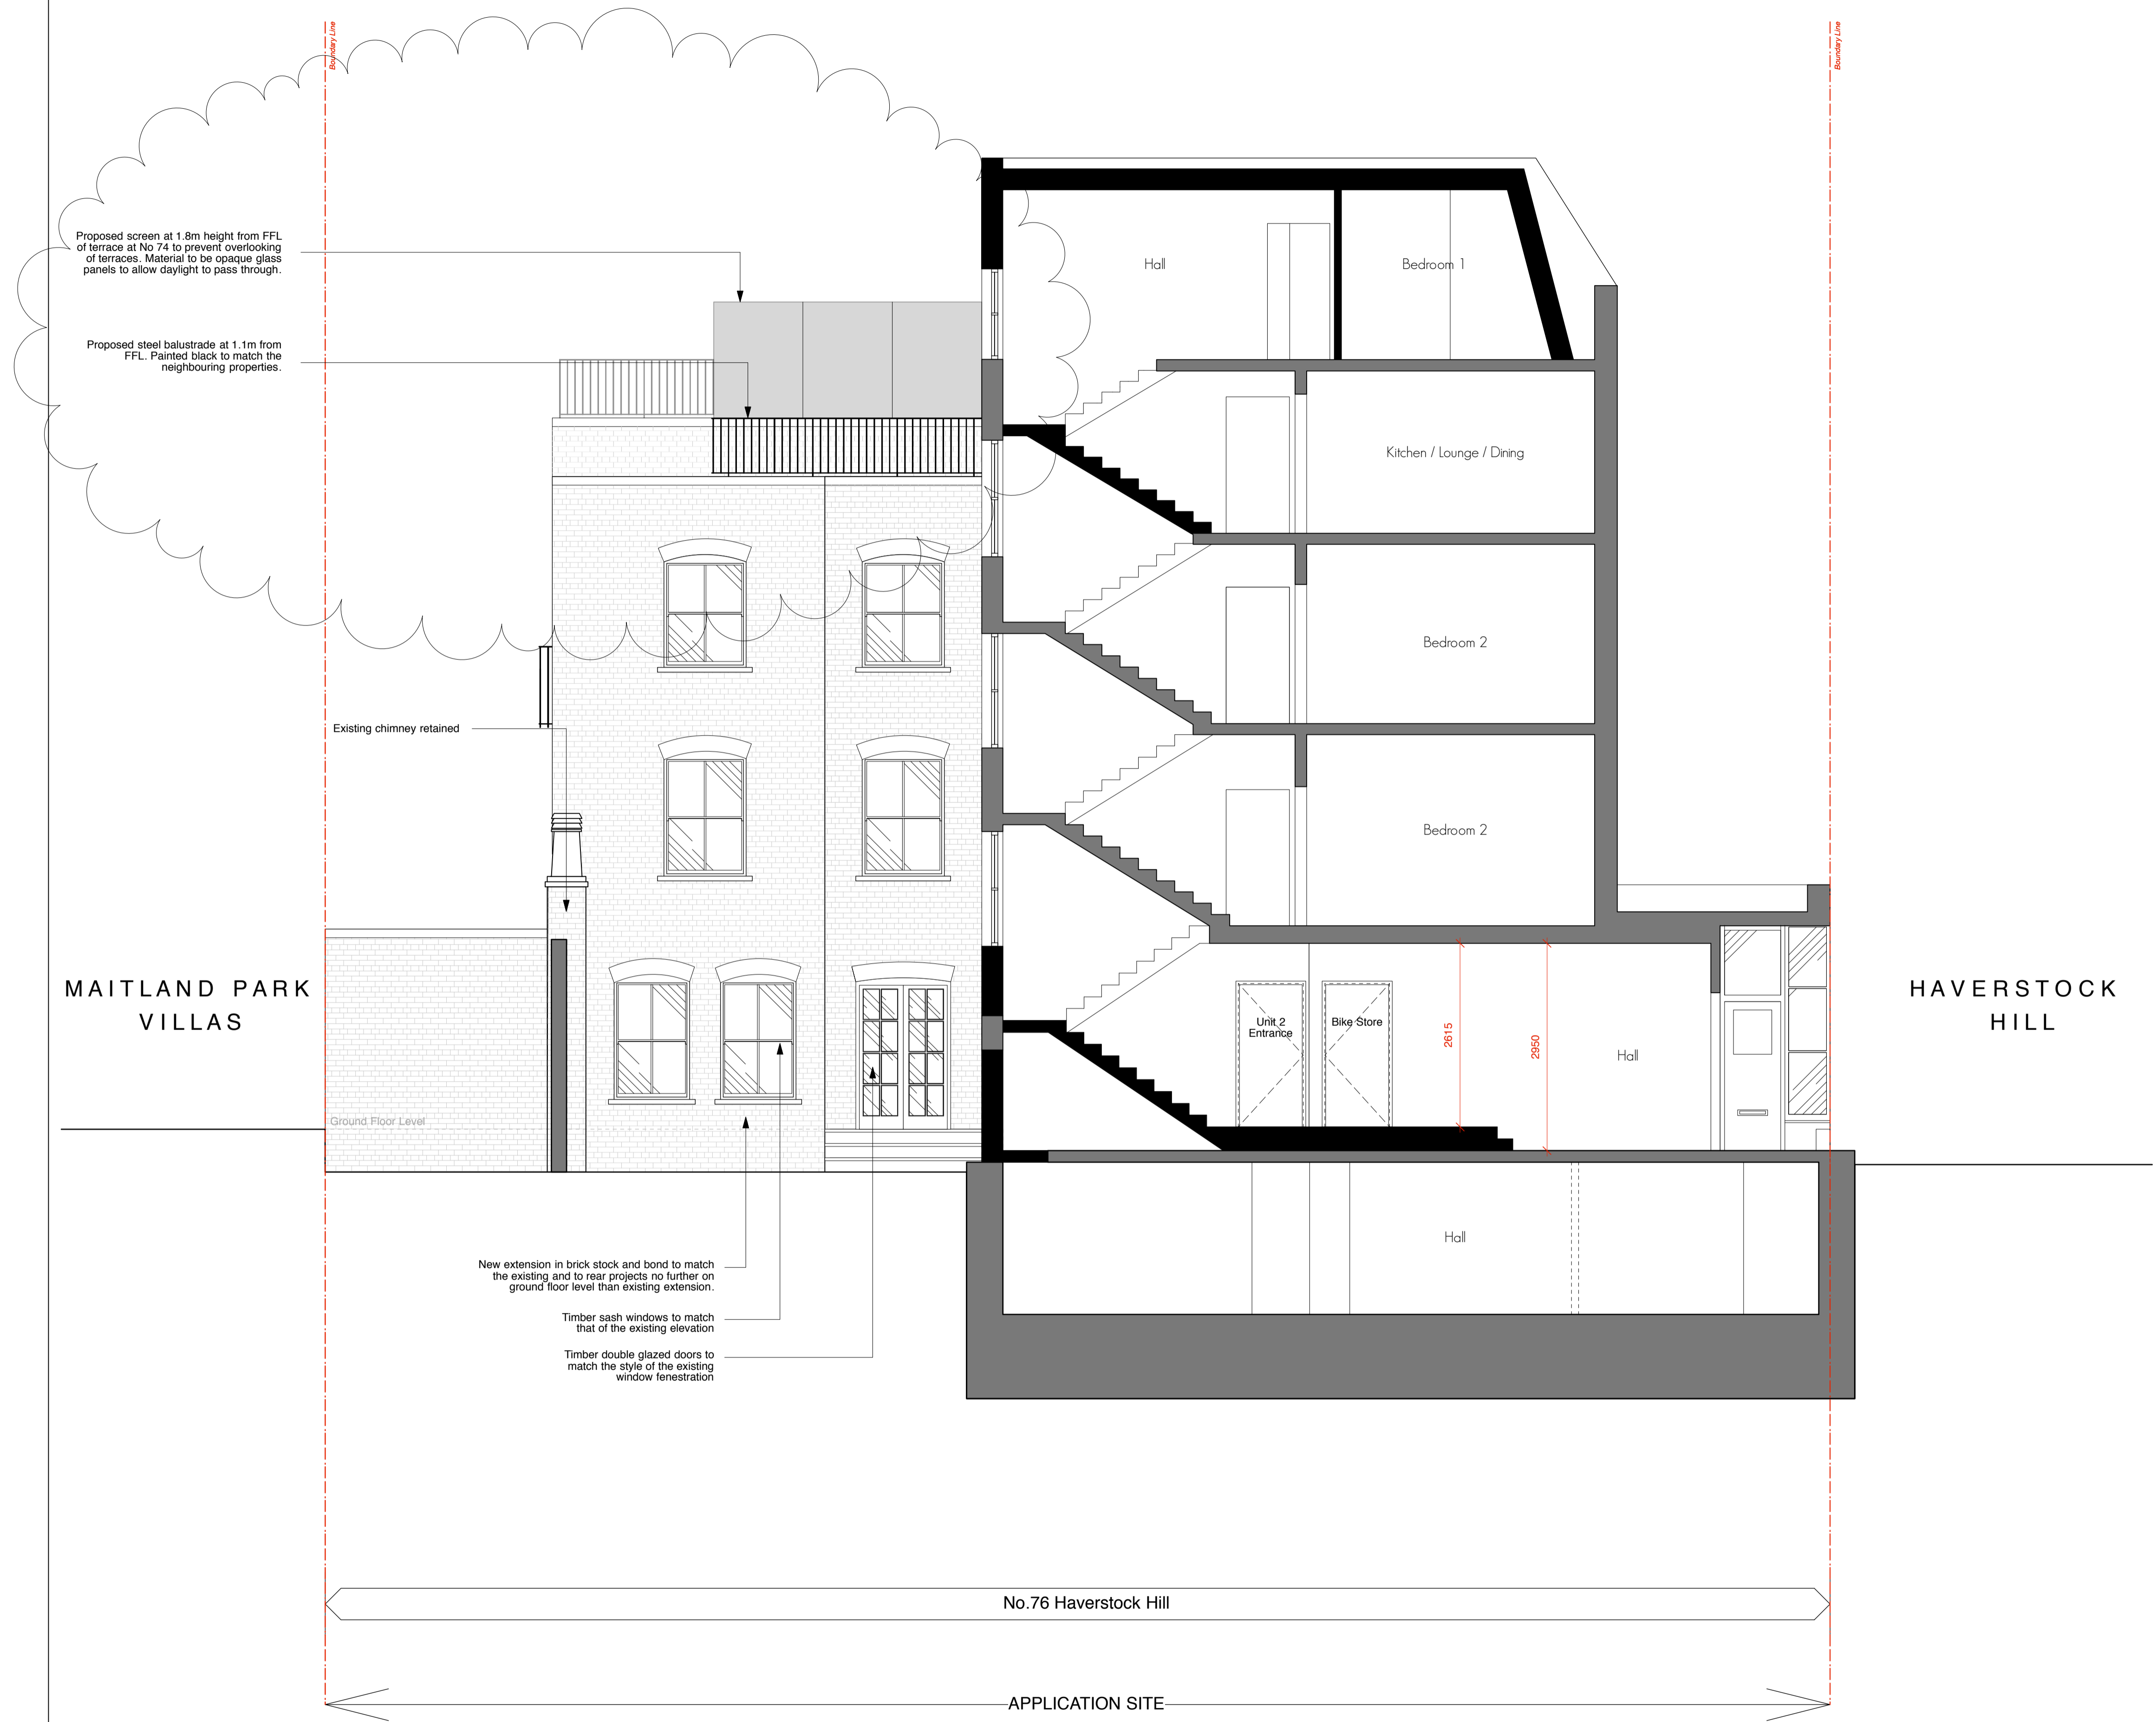 Boundary Line
Boundary Line
Proposed screen at 1.8m height from FFL
of terrace at No 74 to prevent overlooking
of terraces. Material to be opaque glass
panels to allow daylight to pass through.
Hall
Bedroom 1
Proposed steel balustrade at 1.1m from
FFL. Painted black to match the
neighbouring properties.
Kitchen / Lounge / Dining
Bedroom 2
Existing chimney retained
Bedroom 2
MAITLAND PARK
VILLAS
HAVERSTOCK
HILL
Unit 2
Entrance
Bike Store
2615
2950
Hall
Ground Floor Level
Hall
New extension in brick stock and bond to match
the existing and to rear projects no further on
ground floor level than existing extension.
Timber sash windows to match
that of the existing elevation
Timber double glazed doors to
match the style of the existing
window fenestration
No.76 Haverstock Hill
APPLICATION SITE